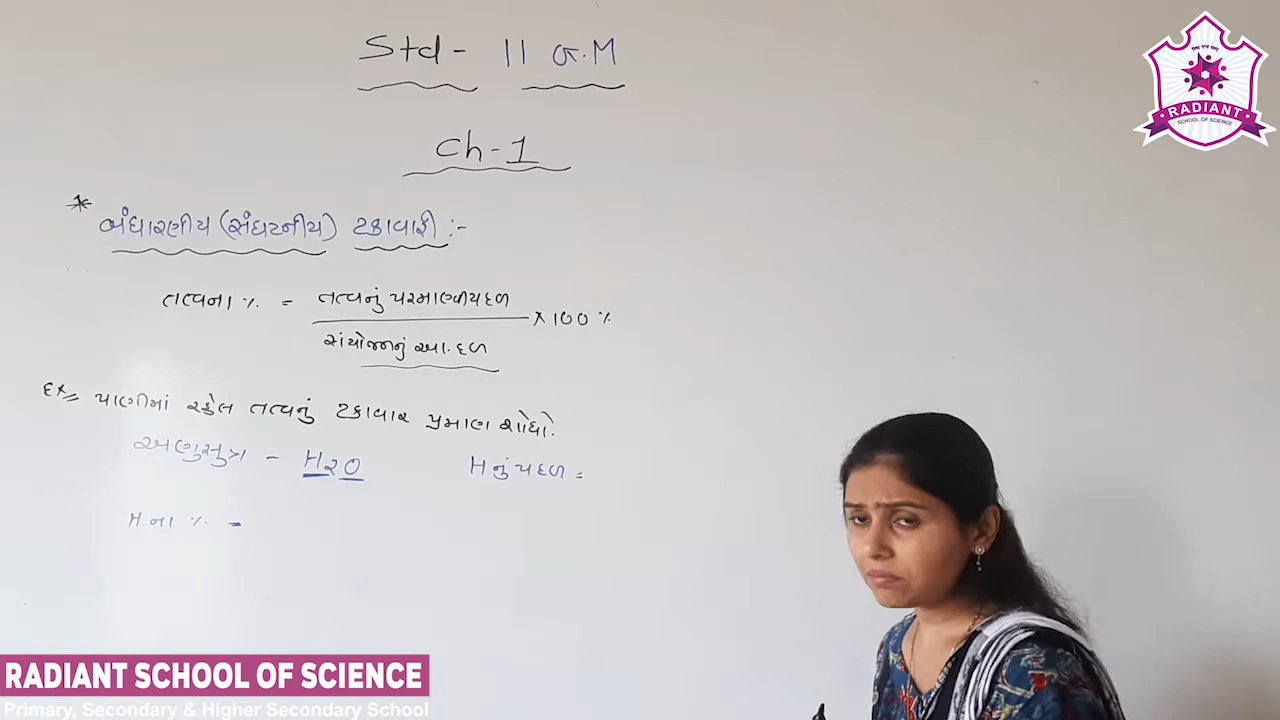 Std - 11 G.M
Ch - 1
* બંધારણીય (સંઘટનીય) ટકાવારી :-
તત્વના % = તત્વનું પરમાણ્વીયદળ
× 100 %
સંયોજનનું આ. દળ
Ex= પાણીમાં રહેલ તત્વનું ટકાવાર પ્રમાણ શોધો.
અણુસુત્ર - H2O H નું પ દળ =
H ના % =
RADIANT
SCHOOL OF SCIENCE
RADIANT SCHOOL OF SCIENCE
Primary, Secondary & Higher Secondary School